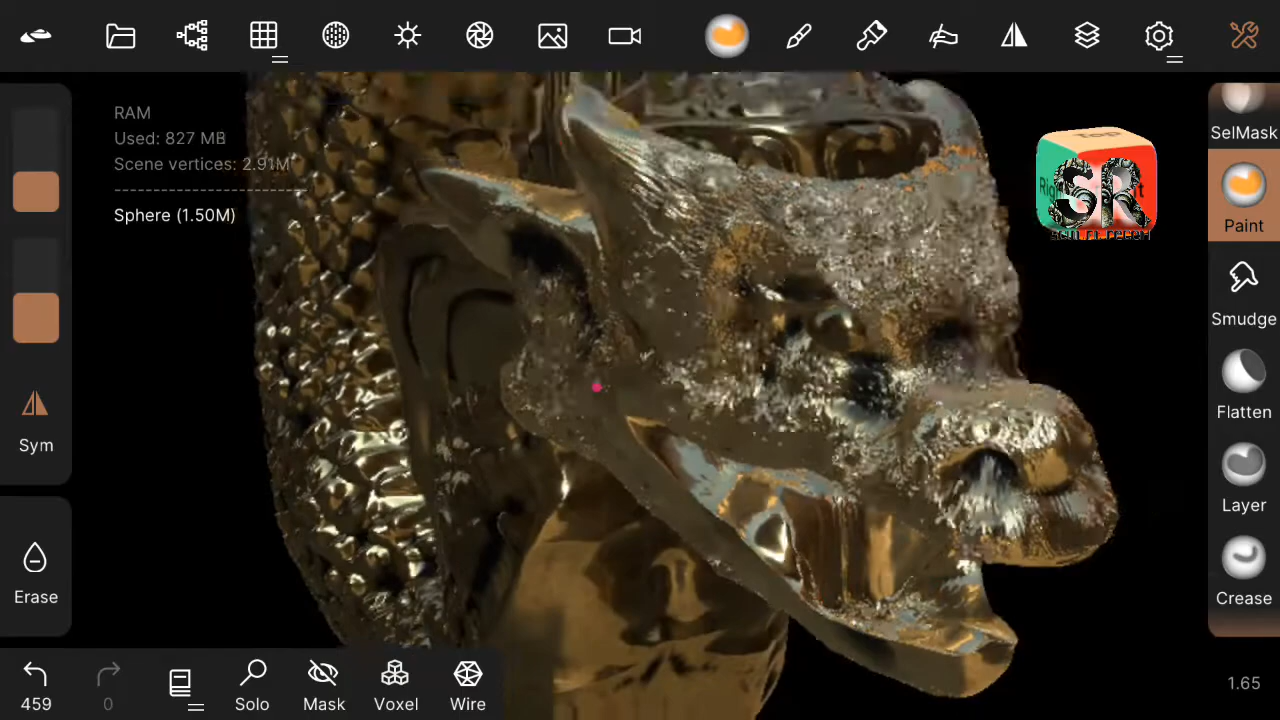 RAM
Used: 827 MB
Scene vertices: 2.91M
Sphere (1.50M)
Top
SR
SelMask
Paint
Smudge
Flatten
Layer
Crease
1.65
Sym
Erase
459
0
Solo
Mask
Voxel
Wire